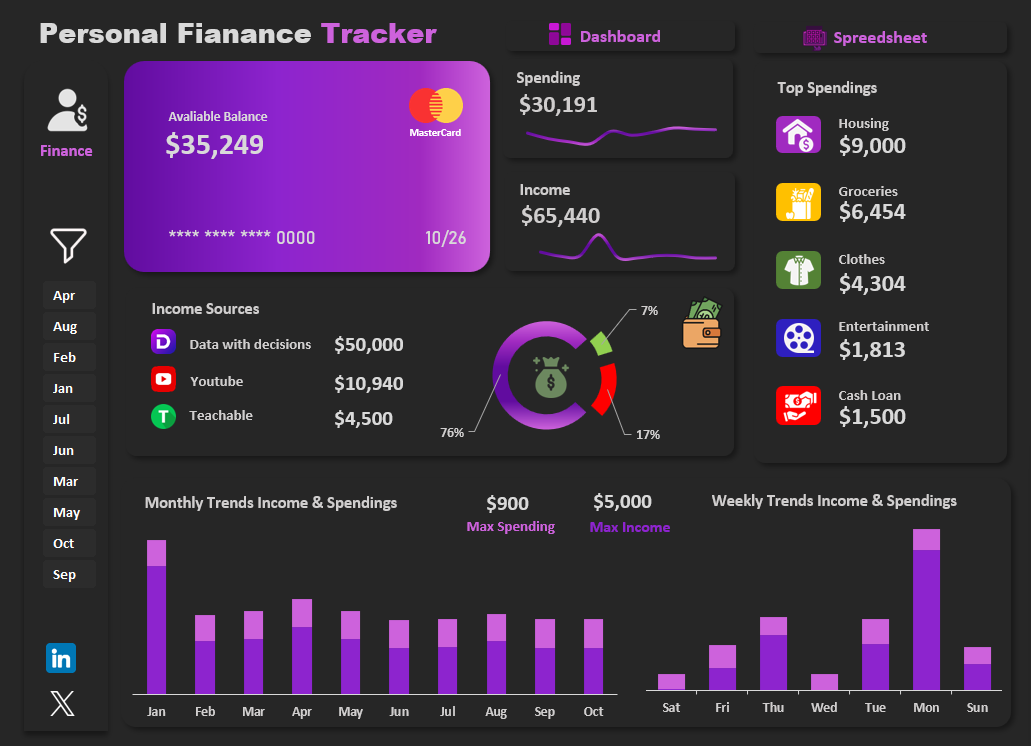 Personal Fianance Tracker
Dashboard
Spreedsheet
Finance
Avaliable Balance
$35,249
MasterCard
**** **** **** 0000
10/26
Spending
$30,191
Income
$65,440
Top Spendings
Housing
$9,000
Groceries
$6,454
Clothes
$4,304
Entertainment
$1,813
Cash Loan
$1,500
Apr
Aug
Feb
Jan
Jul
Jun
Mar
May
Oct
Sep
in
X
Income Sources
D
Data with decisions
$50,000
Youtube
$10,940
T
Teachable
$4,500
7%
76%
17%
Monthly Trends Income & Spendings
$900
Max Spending
$5,000
Max Income
Weekly Trends Income & Spendings
Jan Feb Mar Apr May Jun Jul Aug Sep Oct
Sat Fri Thu Wed Tue Mon Sun